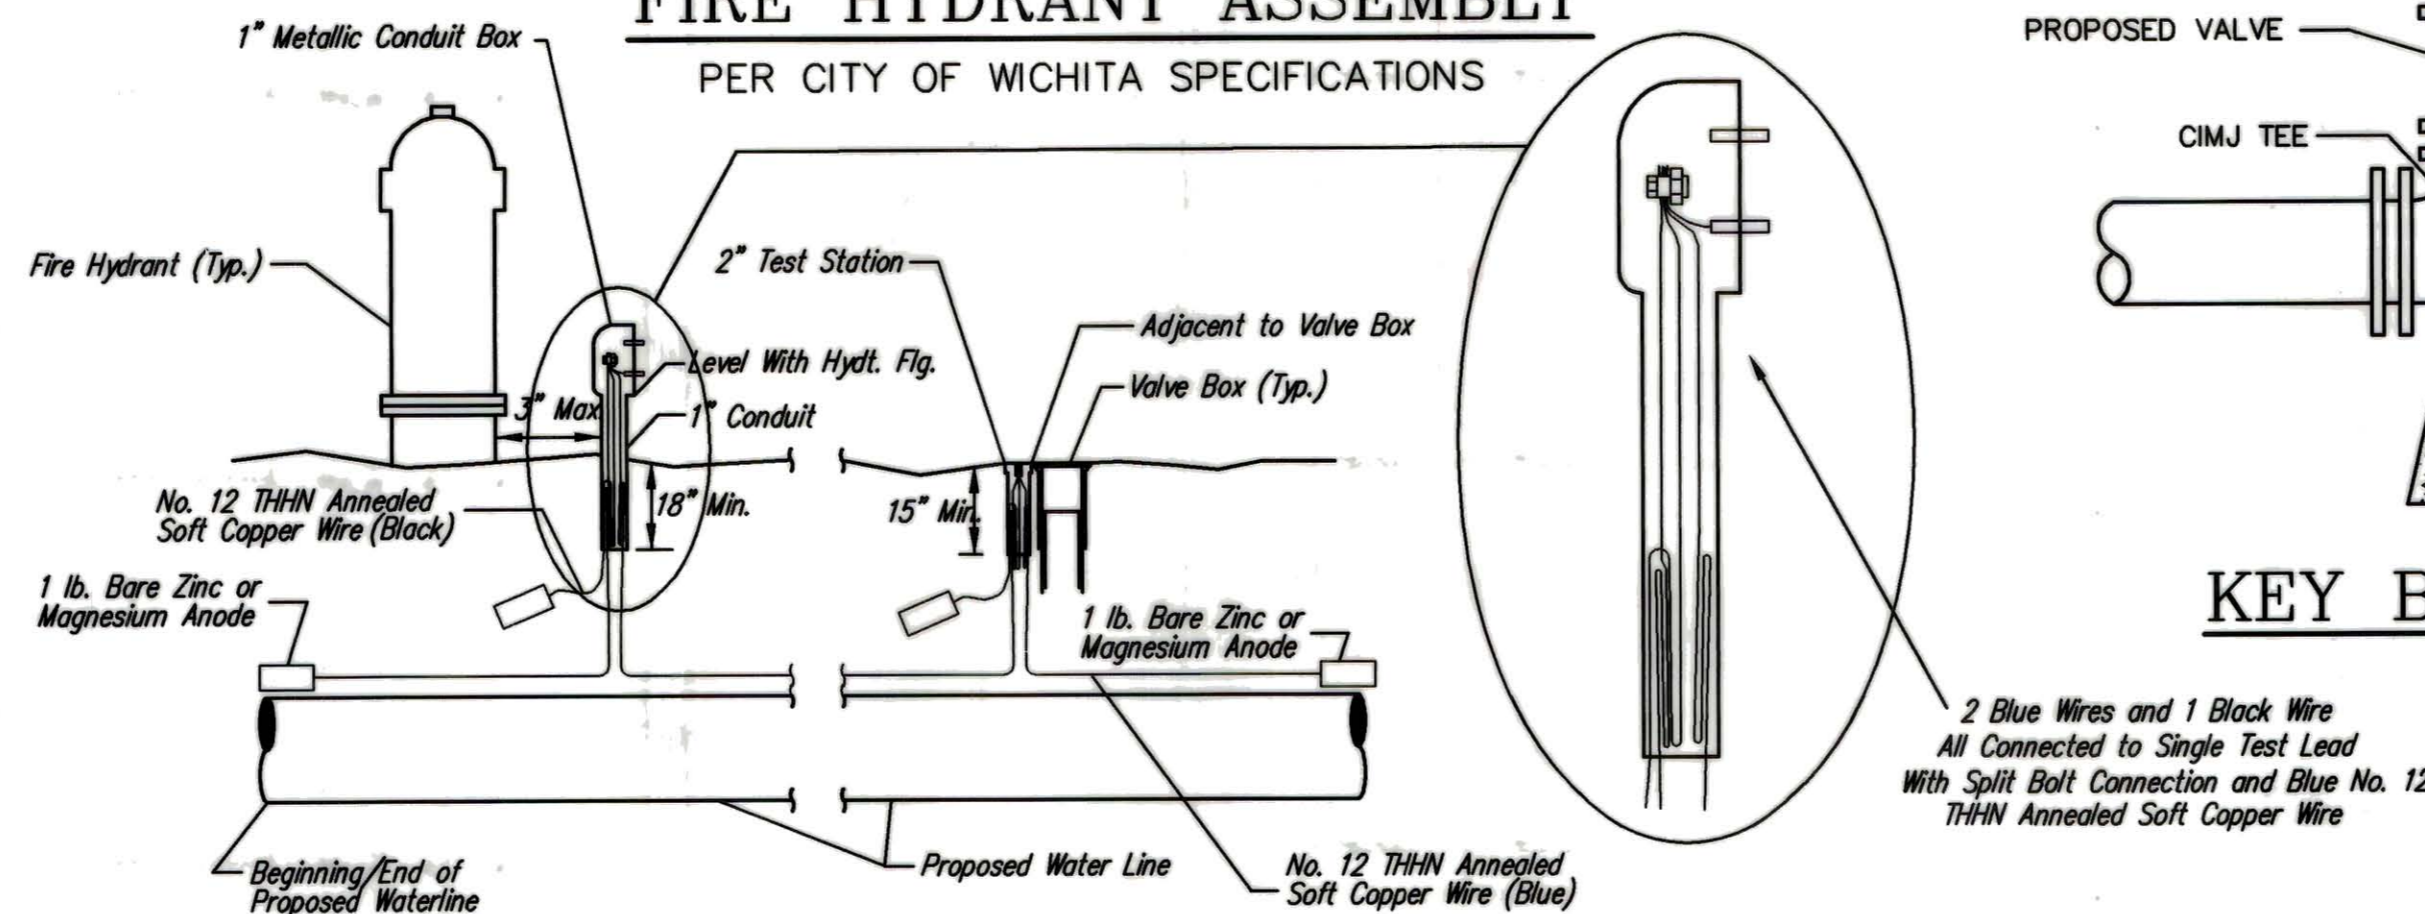 FIRE HYDRANT ASSEMBLY
PER CITY OF WICHITA SPECIFICATIONS
1" Metallic Conduit Box
Fire Hydrant (Typ.)
2" Test Station
Adjacent to Valve Box
Level With Hydt. Flg.
Valve Box (Typ.)
3" Max
1" Conduit
No. 12 THHN Annealed
Soft Copper Wire (Black)
18" Min.
15" Min.
1 lb. Bare Zinc or
Magnesium Anode
1 lb. Bare Zinc or
Magnesium Anode
Beginning/End of
Proposed Waterline
Proposed Water Line
No. 12 THHN Annealed
Soft Copper Wire (Blue)
PROPOSED VALVE
CIMJ TEE
KEY B
2 Blue Wires and 1 Black Wire
All Connected to Single Test Lead
With Split Bolt Connection and Blue No. 12
THHN Annealed Soft Copper Wire